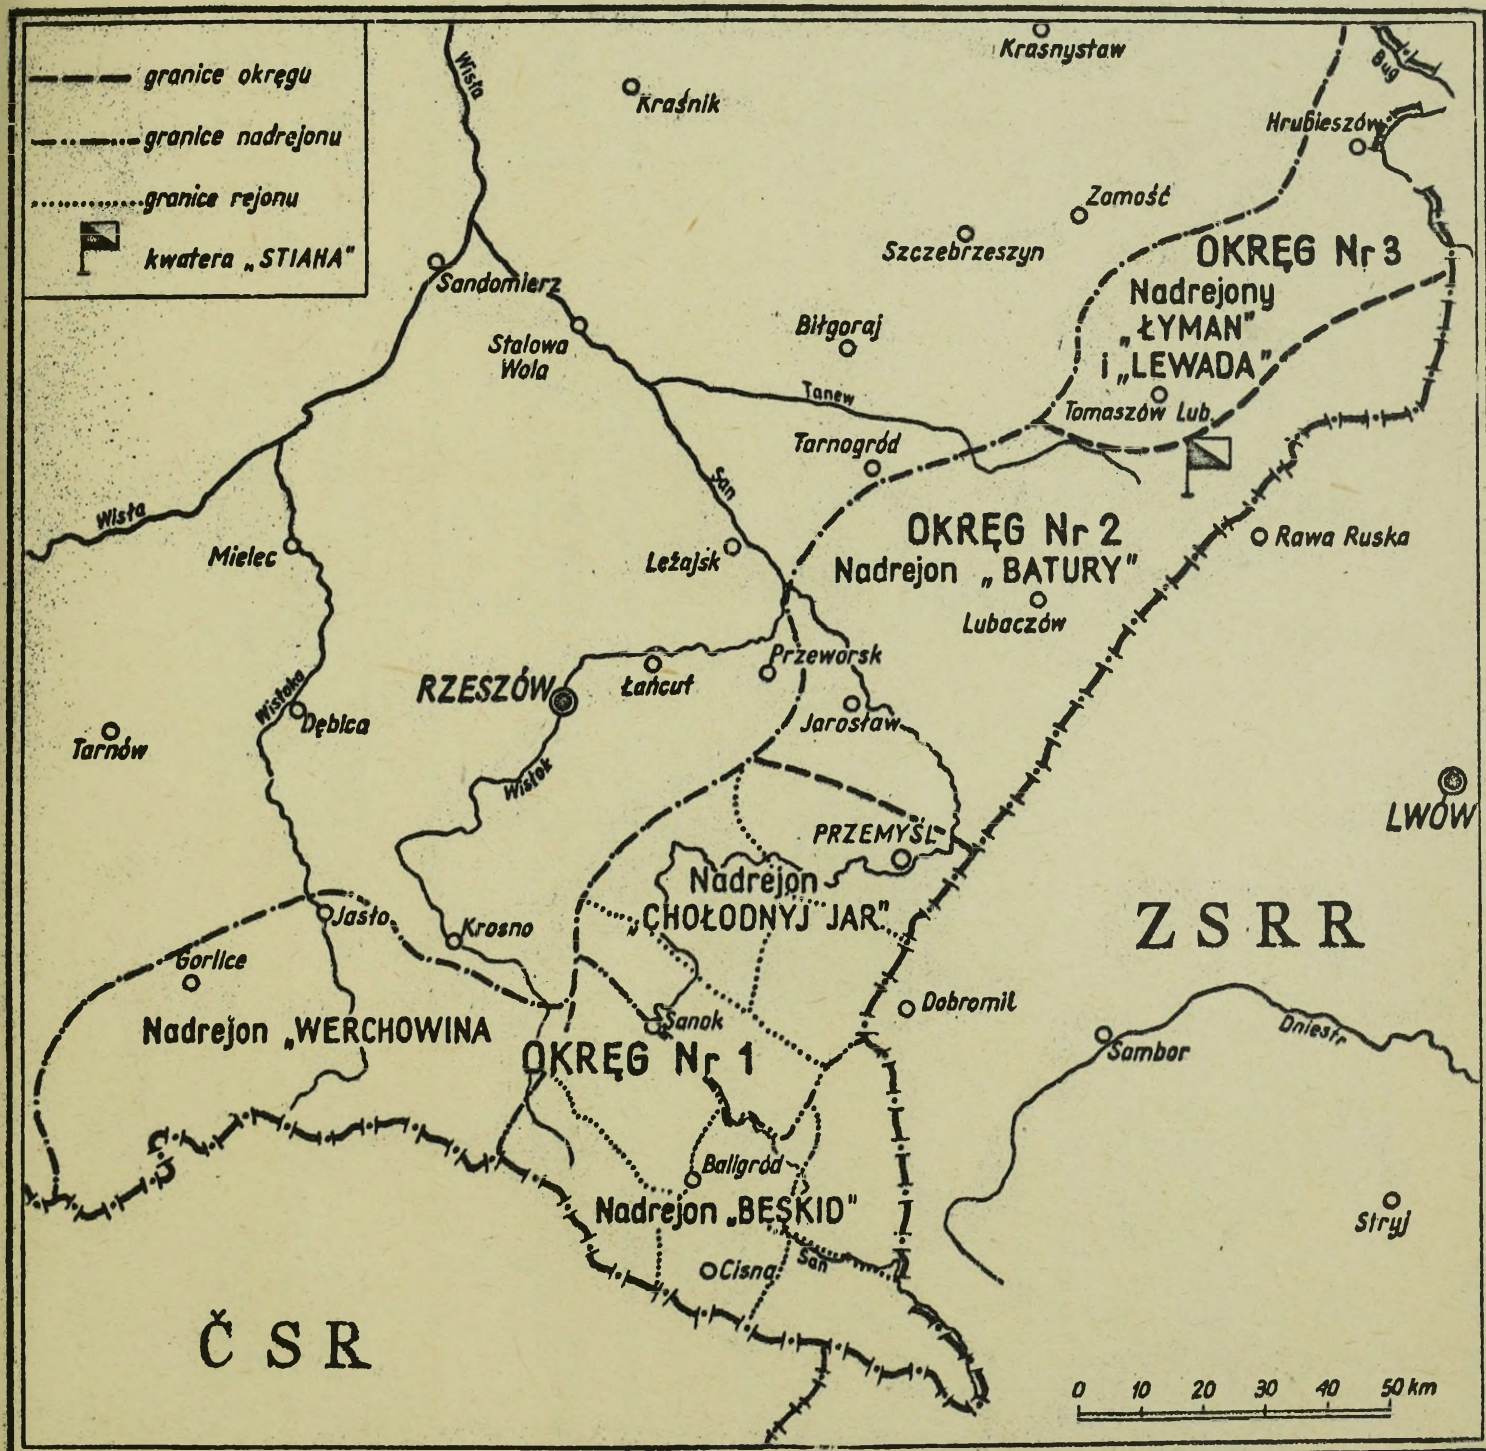 granice okręgu
granice nadrejonu
granice rejonu
kwatera „STIAHA”
Wisła
Kraśnik
Krasnystaw
Bug
Hrubieszów
Zamość
Szczebrzeszyn
OKRĘG Nr 3
Nadrejony
„ŁYMAN”
i „LEWADA”
Sandomierz
Stalowa
Wola
Biłgoraj
Tanew
Tomaszów Lub.
Tarnogród
San
Wisła
Mielec
Leżajsk
OKRĘG Nr 2
Nadrejon „BATURY”
Rawa Ruska
Lubaczów
Przeworsk
RZESZÓW
Łańcut
Wisłoka
Dębica
Jarosław
Tarnów
Wisłok
LWÓW
PRZEMYŚL
Nadrejon
„CHOŁODNYJ JAR”
Jasło
Krosno
ZSRR
Gorlice
Dobromil
Nadrejon „WERCHOWINA
Sanok
Dniestr
Sambor
OKRĘG Nr 1
Baligród
Nadrejon „BESKID”
Stryj
Cisna
San
ČSR
0 10 20 30 40 50 km